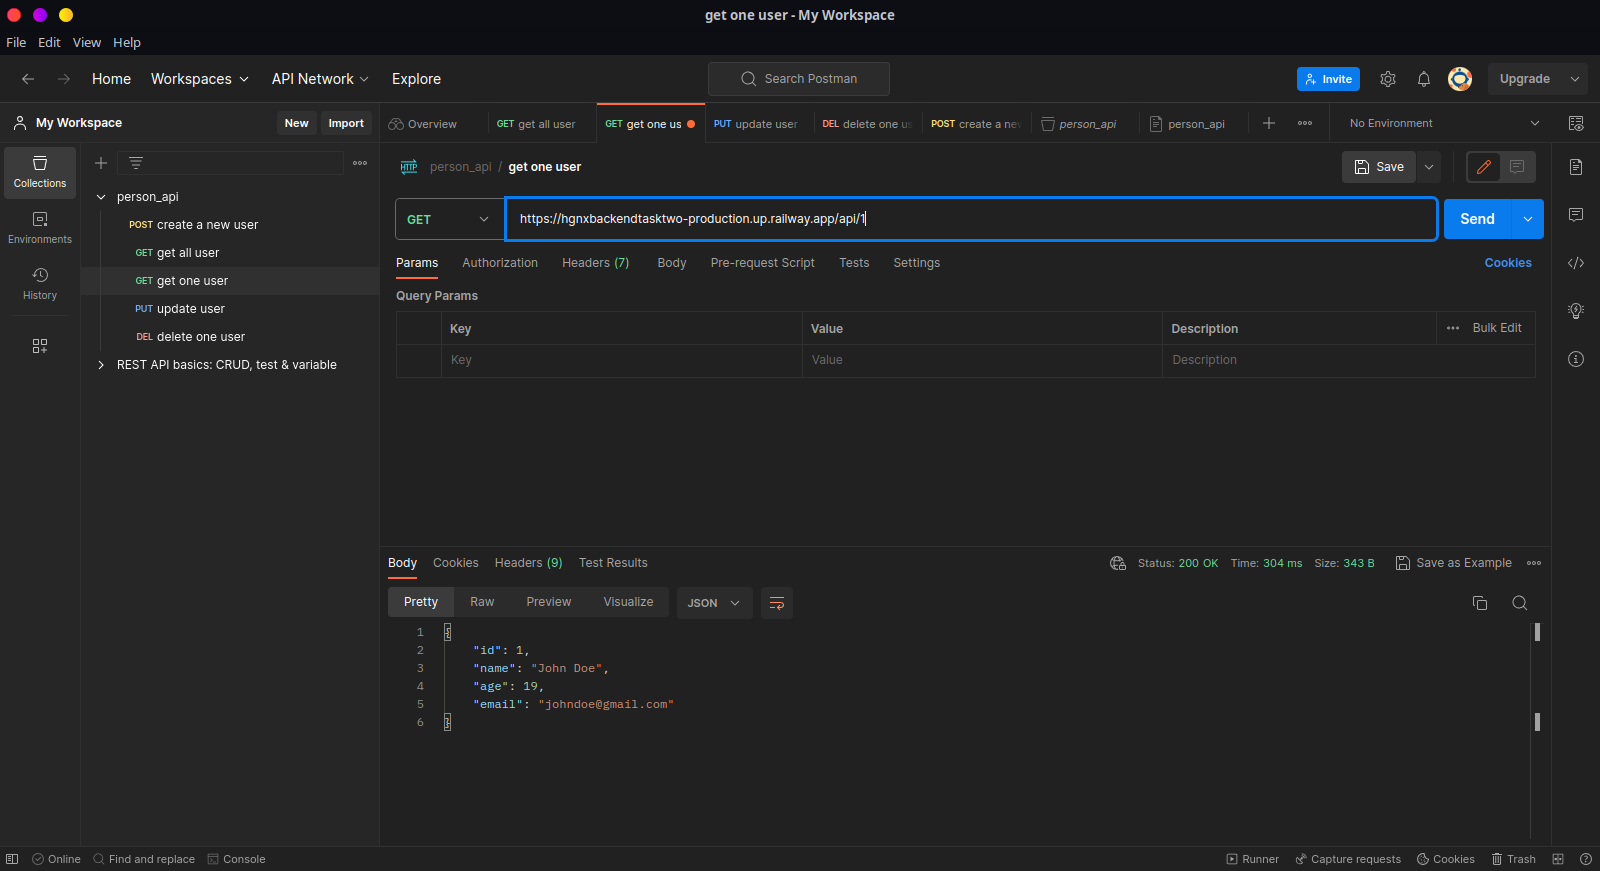 get one user - My Workspace
File Edit View Help
Home Workspaces API Network Explore Search Postman Invite Upgrade
My Workspace New Import
Overview GET get all user GET get one us PUT update user DEL delete one us POST create a new person_api person_api No Environment
Collections
Environments
History
person_api
POST create a new user
GET get all user
GET get one user
PUT update user
DEL delete one user
REST API basics: CRUD, test & variable
HTTP person_api / get one user Save
GET https://hgnxbackendtasktwo-production.up.railway.app/api/1 Send
Params Authorization Headers (7) Body Pre-request Script Tests Settings Cookies
Query Params
Key Value Description Bulk Edit
Key Value Description
Body Cookies Headers (9) Test Results Status: 200 OK Time: 304 ms Size: 343 B Save as Example
Pretty Raw Preview Visualize JSON
1 {
2 "id": 1,
3 "name": "John Doe",
4 "age": 19,
5 "email": "johndoe@gmail.com"
6 }
Online Find and replace Console Runner Capture requests Cookies Trash